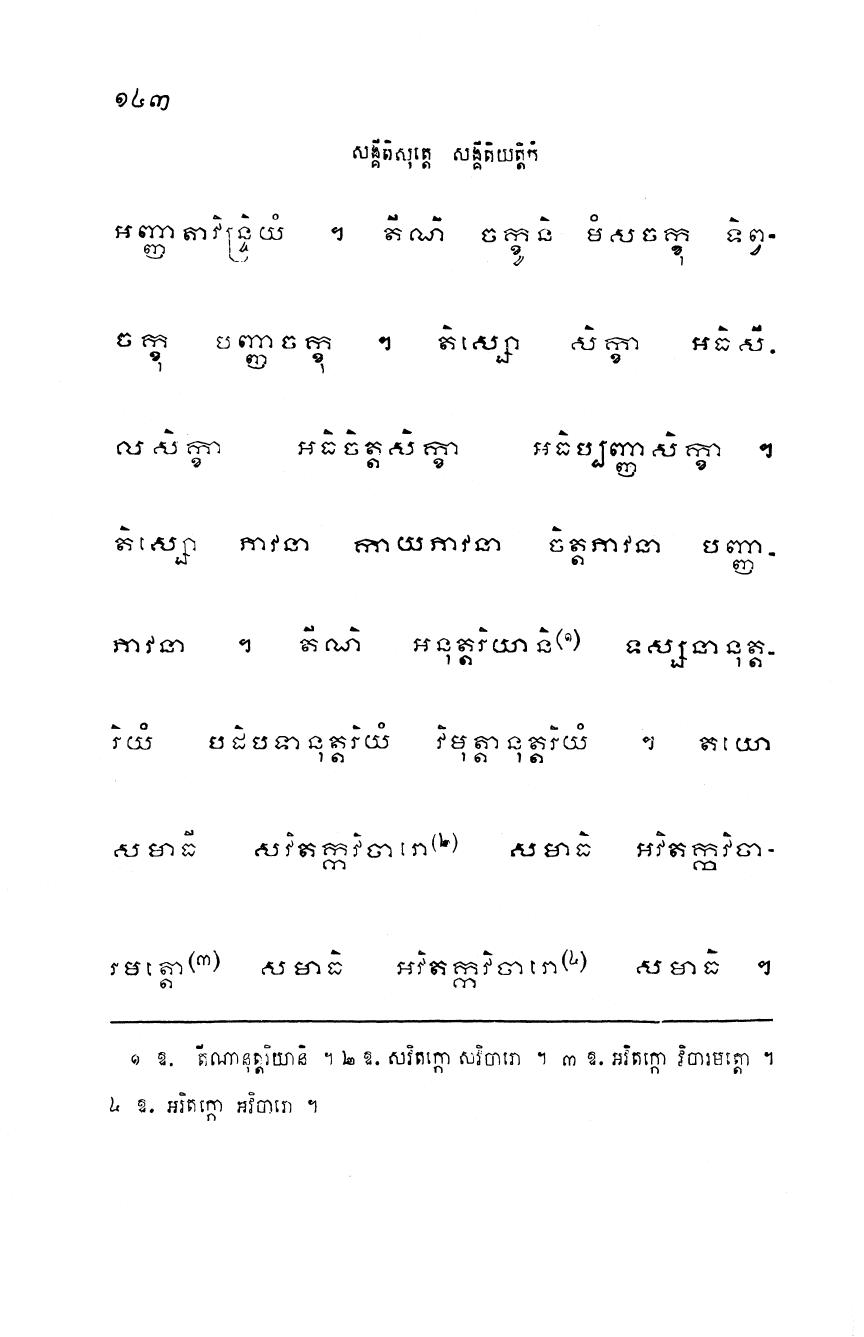 ១៤៣
សង្គីតិសុត្តេ សង្គីតិយត្តិកំ
អញ្ញាតាវិន្ទ្រិយំ ។ តីណិ ចក្ខូនិ មំសចក្ខុ ទិព្វ-
ចក្ខុ បញ្ញាចក្ខុ ។ តិស្សោ សិក្ខា អធិសី-
លសិក្ខា អធិចិត្តសិក្ខា អធិប្បញ្ញាសិក្ខា ។
តិស្សោ ភាវនា កាយភាវនា ចិត្តភាវនា បញ្ញា-
ភាវនា ។ តីណិ អនុត្តរិយានិ(១) ទស្សនានុត្ត-
រិយំ បដិបទានុត្តរិយំ វិមុត្តានុត្តរិយំ ។ តយោ
សមាធី សវិតក្កវិចារោ(២) សមាធិ អវិតក្កវិចា-
រមត្តោ(៣) សមាធិ អវិតក្កវិចារោ(៤) សមាធិ ។
១ ឱ. តីណានុត្តរិយានិ ។ ២ ឱ. សវិតក្កោ សវិចារោ ។ ៣ ឱ. អវិតក្កោ វិចារមត្តោ ។
៤ ឱ. អវិតក្កោ អវិចារោ ។